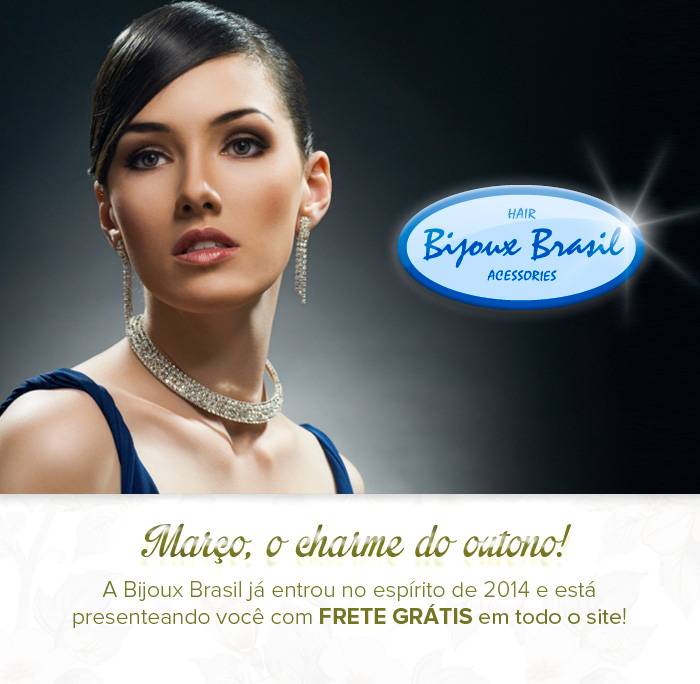 HAIR
Bijoux Brasil
ACESSORIES
Março, o charme do outono!
A Bijoux Brasil já entrou no espírito de 2014 e está
presenteando você com FRETE GRÁTIS em todo o site!